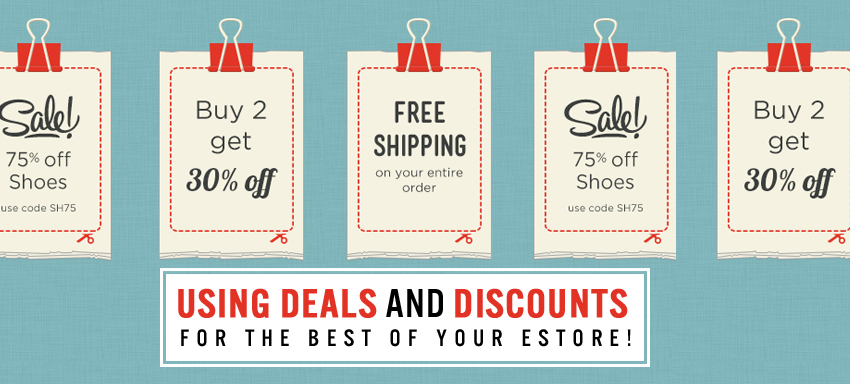 Sale!
75% off
Shoes
use code SH75
Buy 2
get
30% off
FREE
SHIPPING
on your entire
order
Sale!
75% off
Shoes
use code SH75
Buy 2
get
30% off
USING DEALS AND DISCOUNTS
FOR THE BEST OF YOUR ESTORE!